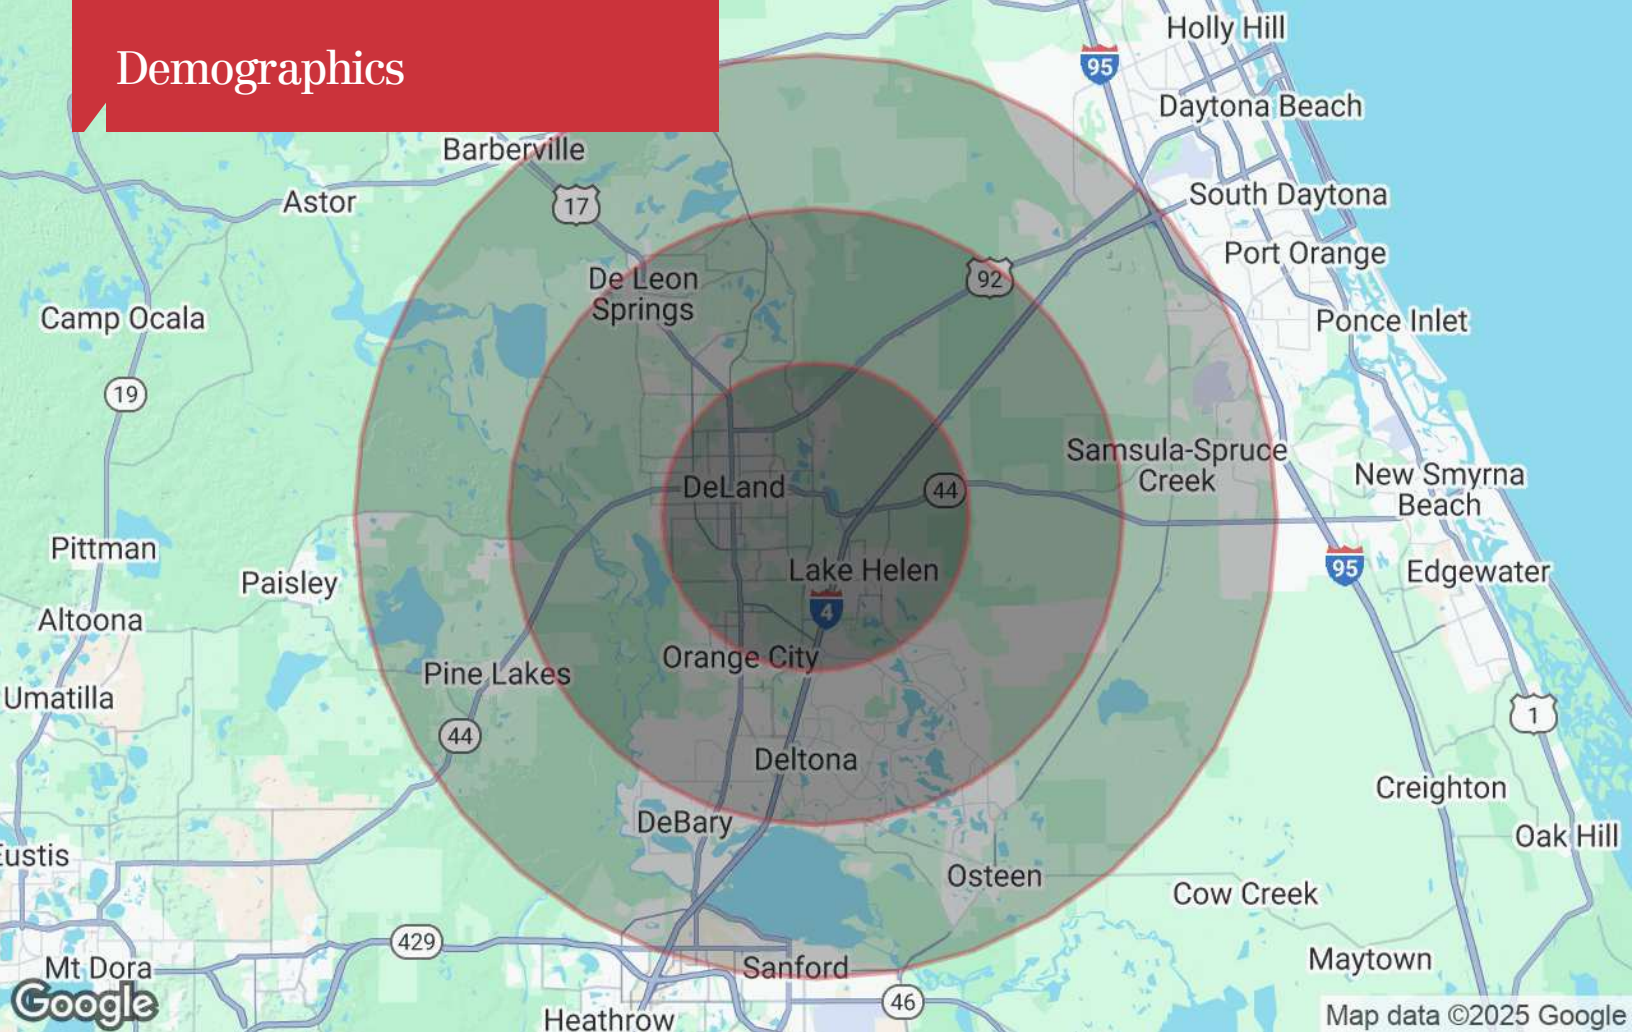 Demographics
Holly Hill
95
Daytona Beach
Barberville
Astor
17
South Daytona
Port Orange
De Leon
Springs
92
Camp Ocala
Ponce Inlet
19
Samsula-Spruce
Creek
DeLand
44
New Smyrna
Beach
Pittman
Paisley
Lake Helen
95
Edgewater
Altoona
4
Orange City
Pine Lakes
Umatilla
44
1
Deltona
Creighton
DeBary
Oak Hill
Eustis
Osteen
Cow Creek
429
Mt Dora
Sanford
Maytown
Google
46
Heathrow
Map data ©2025 Google